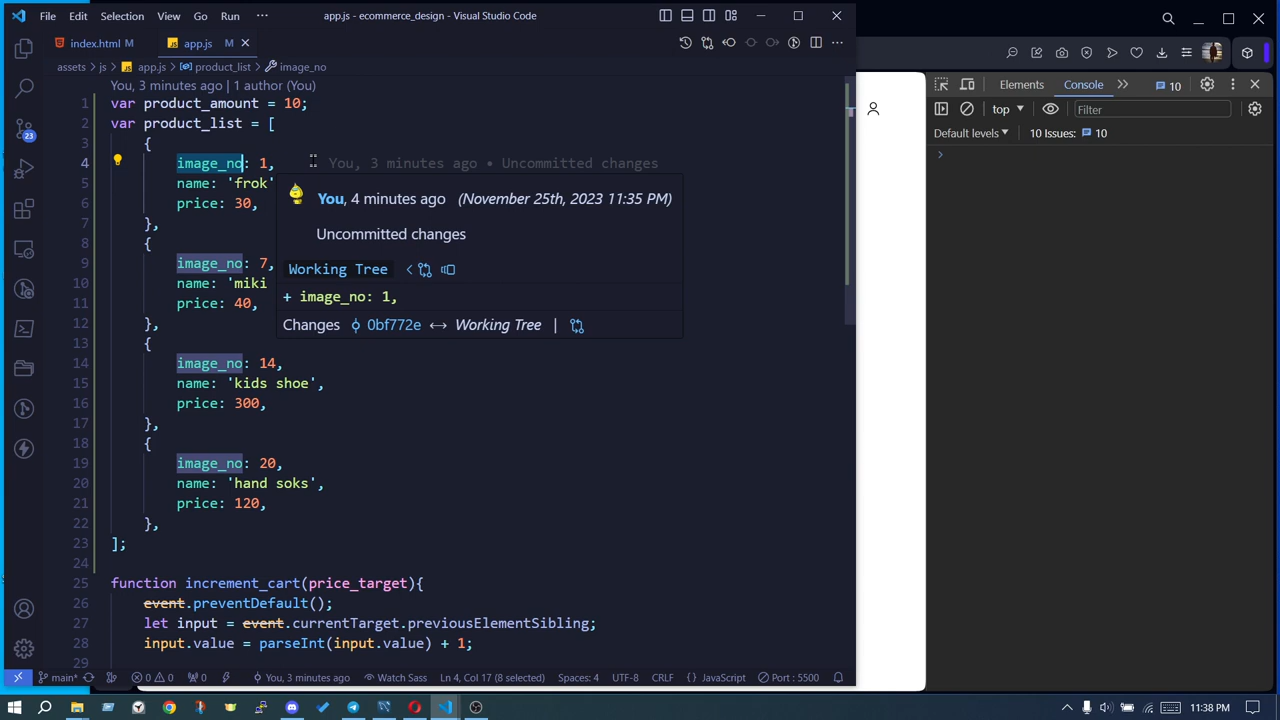 File Edit Selection View Go Run ··· app.js - ecommerce_design - Visual Studio Code
index.html M app.js M
assets > js > app.js > product_list > image_no
You, 3 minutes ago | 1 author (You)
1 var product_amount = 10;
2 var product_list = [
3 {
4 image_no: 1, You, 3 minutes ago • Uncommitted changes
5 name: 'frok'
6 price: 30,
7 },
8 {
9 image_no: 7,
10 name: 'miki
11 price: 40,
12 },
13 {
14 image_no: 14,
15 name: 'kids shoe',
16 price: 300,
17 },
18 {
19 image_no: 20,
20 name: 'hand soks',
21 price: 120,
22 },
23 ];
24
25 function increment_cart(price_target){
26 event.preventDefault();
27 let input = event.currentTarget.previousElementSibling;
28 input.value = parseInt(input.value) + 1;
29
You, 4 minutes ago (November 25th, 2023 11:35 PM)
Uncommitted changes
Working Tree
+ image_no: 1,
Changes 0bf772e ↔ Working Tree |
23
main* 0 0 0 You, 3 minutes ago Watch Sass Ln 4, Col 17 (8 selected) Spaces: 4 UTF-8 CRLF { } JavaScript Port : 5500
Elements Console 10
top Filter
Default levels 10 Issues: 10
11:38 PM